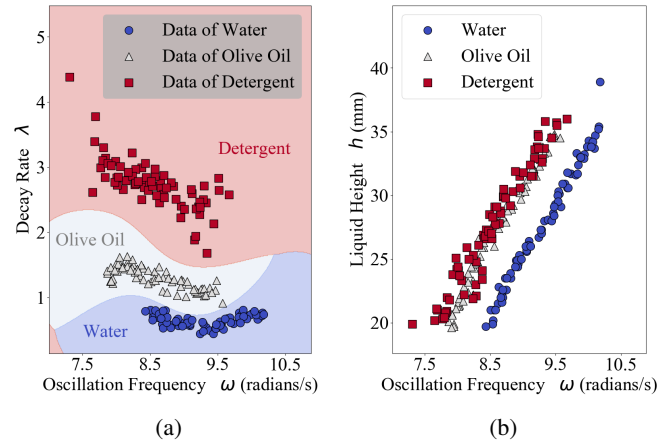 Data of Water
Data of Olive Oil
Data of Detergent
Detergent
Olive Oil
Water
5
4
3
2
1
7.5 8.5 9.5 10.5
Decay Rate λ
Oscillation Frequency ω (radians/s)
(a)
Water
Olive Oil
Detergent
40
35
30
25
20
7.5 8.5 9.5 10.5
Liquid Height h (mm)
Oscillation Frequency ω (radians/s)
(b)